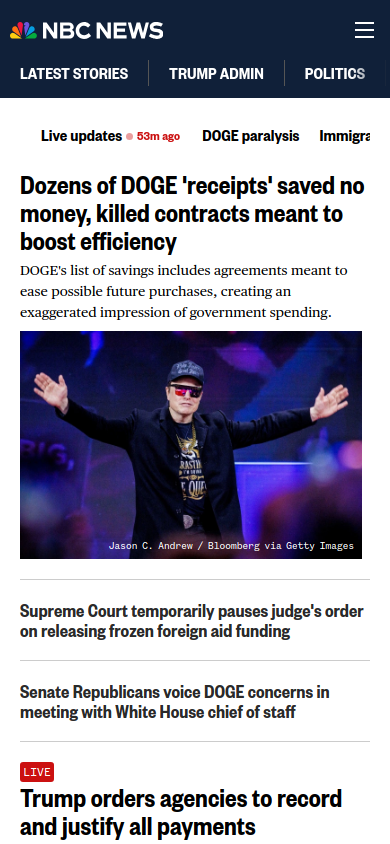 NBC NEWS
LATEST STORIES
TRUMP ADMIN
POLITICS
Live updates
53m ago
DOGE paralysis
Immigra
Dozens of DOGE 'receipts' saved no
money, killed contracts meant to
boost efficiency
DOGE's list of savings includes agreements meant to
ease possible future purchases, creating an
exaggerated impression of government spending.
Jason C. Andrew / Bloomberg via Getty Images
Supreme Court temporarily pauses judge's order
on releasing frozen foreign aid funding
Senate Republicans voice DOGE concerns in
meeting with White House chief of staff
LIVE
Trump orders agencies to record
and justify all payments